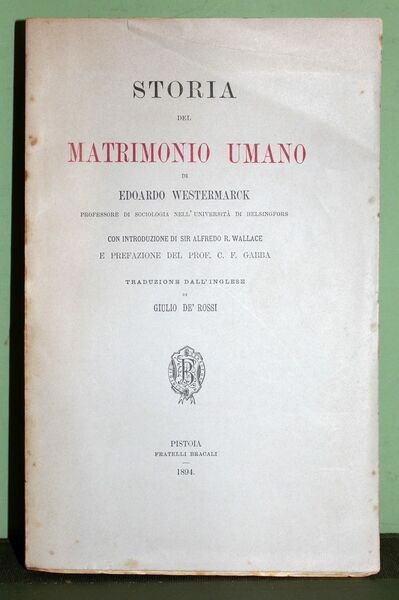 STORIA
DEL
MATRIMONIO UMANO
DI
EDOARDO WESTERMARCK
PROFESSORE DI SOCIOLOGIA NELL' UNIVERSITÀ DI HELSINGFORS
CON INTRODUZIONE DI SIR ALFREDO R. WALLACE
E PREFAZIONE DEL PROF. C. F. GABBA
TRADUZIONE DALL'INGLESE
DI
GIULIO DE' ROSSI
PISTOIA
FRATELLI BRACALI
1894.